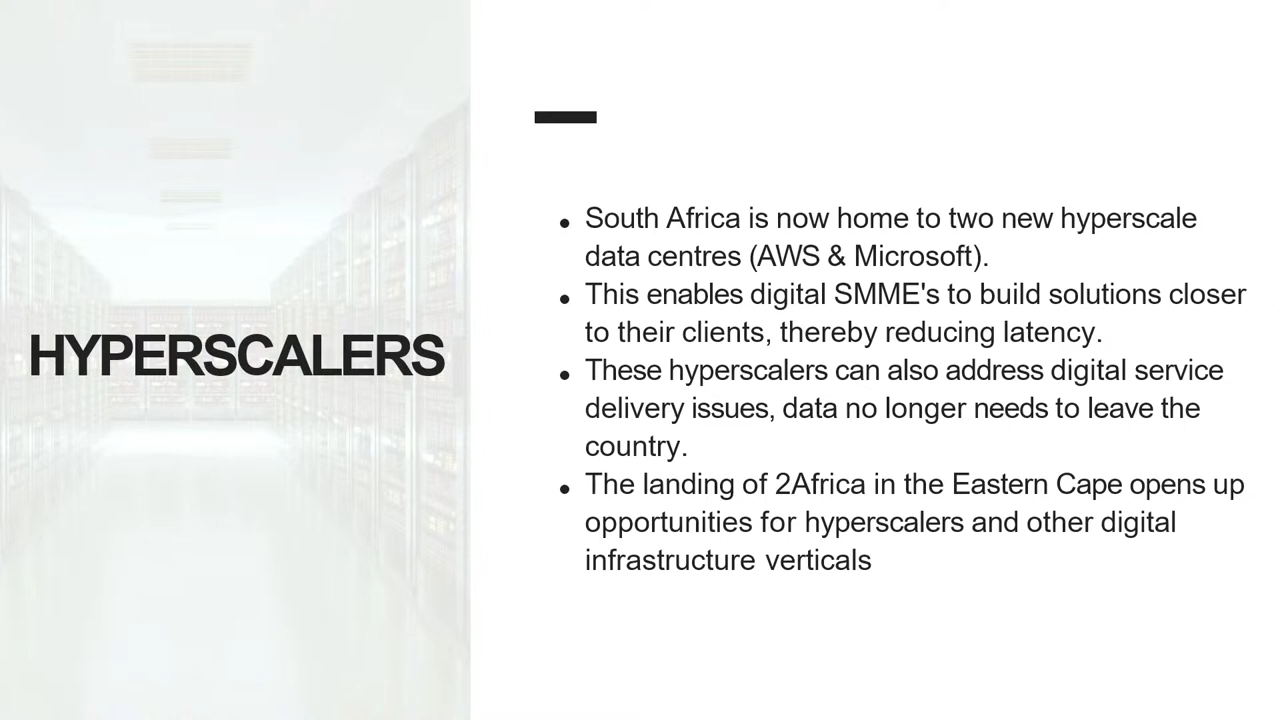 HYPERSCALERS
• South Africa is now home to two new hyperscale
data centres (AWS & Microsoft).
• This enables digital SMME's to build solutions closer
to their clients, thereby reducing latency.
• These hyperscalers can also address digital service
delivery issues, data no longer needs to leave the
country.
• The landing of 2Africa in the Eastern Cape opens up
opportunities for hyperscalers and other digital
infrastructure verticals